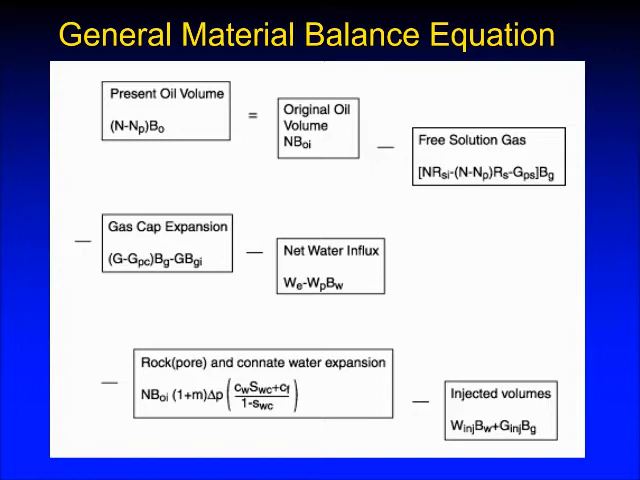 General Material Balance Equation
Present Oil Volume
(N-Np)Bo
=
Original Oil
Volume
NBoi
—
Free Solution Gas
[NRsi-(N-Np)Rs-Gps]Bg
—
Gas Cap Expansion
(G-Gpc)Bg-GBgi
—
Net Water Influx
We-WpBw
—
Rock(pore) and connate water expansion
NBoi (1+m)Δp (cwSwc+cf / 1-swc)
—
Injected volumes
WinjBw+GinjBg